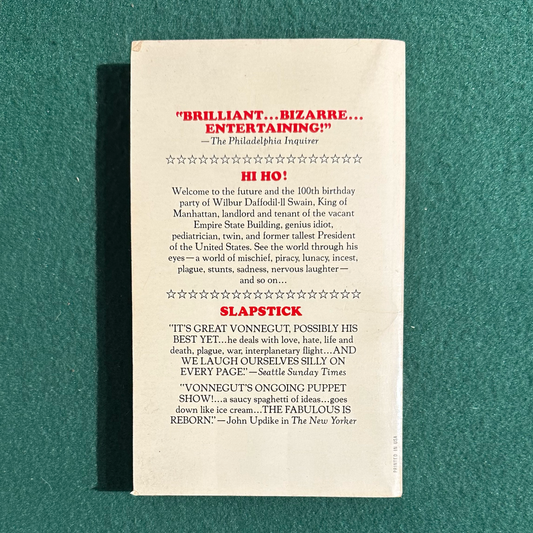 "BRILLIANT...BIZARRE...
ENTERTAINING!"
—The Philadelphia Inquirer
HI HO!
Welcome to the future and the 100th birthday
party of Wilbur Daffodil-ll Swain, King of
Manhattan, landlord and tenant of the vacant
Empire State Building, genius idiot,
pediatrician, twin, and former tallest President
of the United States. See the world through his
eyes—a world of mischief, piracy, lunacy, incest,
plague, stunts, sadness, nervous laughter—
and so on...
SLAPSTICK
"IT'S GREAT VONNEGUT, POSSIBLY HIS
BEST YET...he deals with love, hate, life and
death, plague, war, interplanetary flight...AND
WE LAUGH OURSELVES SILLY ON
EVERY PAGE."—Seattle Sunday Times
"VONNEGUT'S ONGOING PUPPET
SHOW!...a saucy spaghetti of ideas...goes
down like ice cream...THE FABULOUS IS
REBORN."—John Updike in The New Yorker
PRINTED IN USA